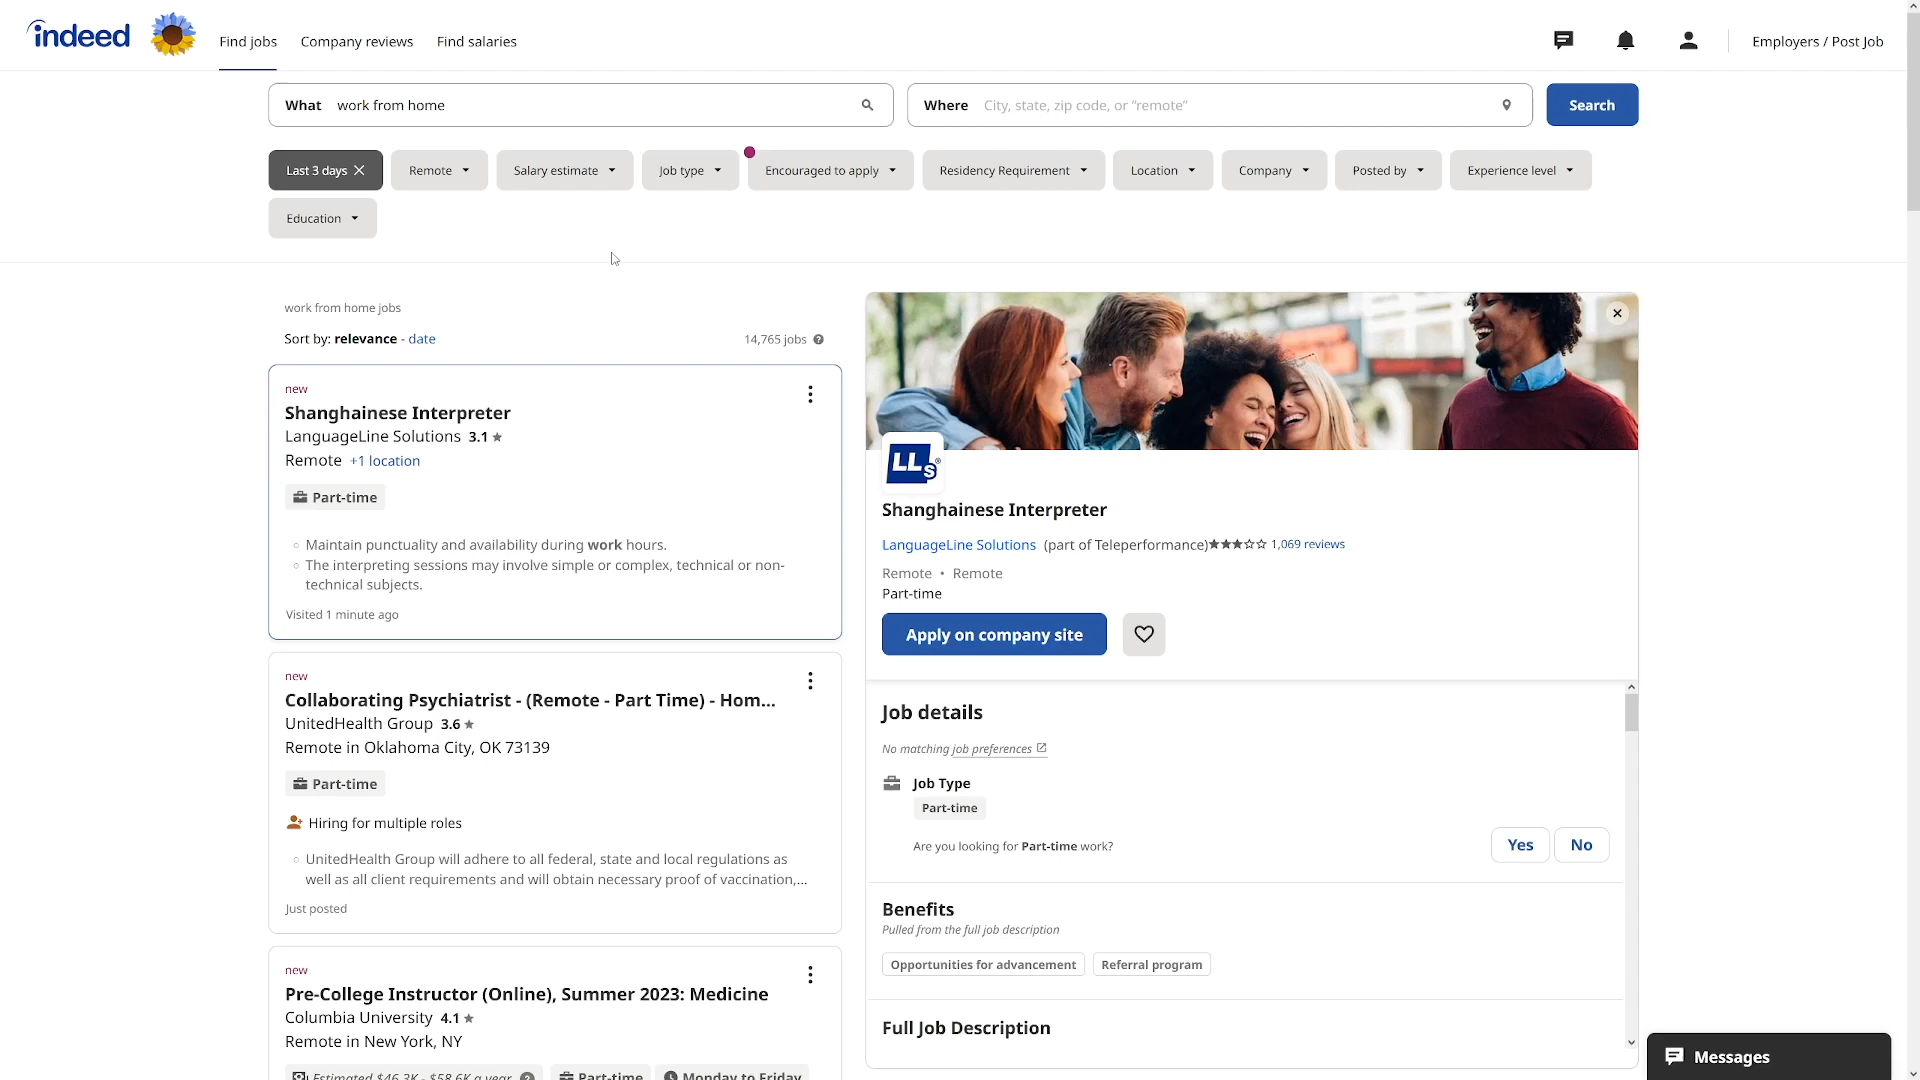 indeed
Find jobs
Company reviews
Find salaries
Employers / Post Job
What work from home
Where City, state, zip code, or “remote”
Search
Last 3 days
Remote
Salary estimate
Job type
Encouraged to apply
Residency Requirement
Location
Company
Posted by
Experience level
Education
work from home jobs
Sort by: relevance - date
14,765 jobs
new
Shanghainese Interpreter
LanguageLine Solutions 3.1
Remote +1 location
Part-time
Maintain punctuality and availability during work hours.
The interpreting sessions may involve simple or complex, technical or non-
technical subjects.
Visited 1 minute ago
new
Collaborating Psychiatrist - (Remote - Part Time) - Hom...
UnitedHealth Group 3.6
Remote in Oklahoma City, OK 73139
Part-time
Hiring for multiple roles
UnitedHealth Group will adhere to all federal, state and local regulations as
well as all client requirements and will obtain necessary proof of vaccination,...
Just posted
new
Pre-College Instructor (Online), Summer 2023: Medicine
Columbia University 4.1
Remote in New York, NY
Estimated $46.3K - $58.6K a year
Part-time
Monday to Friday
LLS®
Shanghainese Interpreter
LanguageLine Solutions (part of Teleperformance) 1,069 reviews
Remote • Remote
Part-time
Apply on company site
Job details
No matching job preferences
Job Type
Part-time
Are you looking for Part-time work?
Yes
No
Benefits
Pulled from the full job description
Opportunities for advancement
Referral program
Full Job Description
Messages